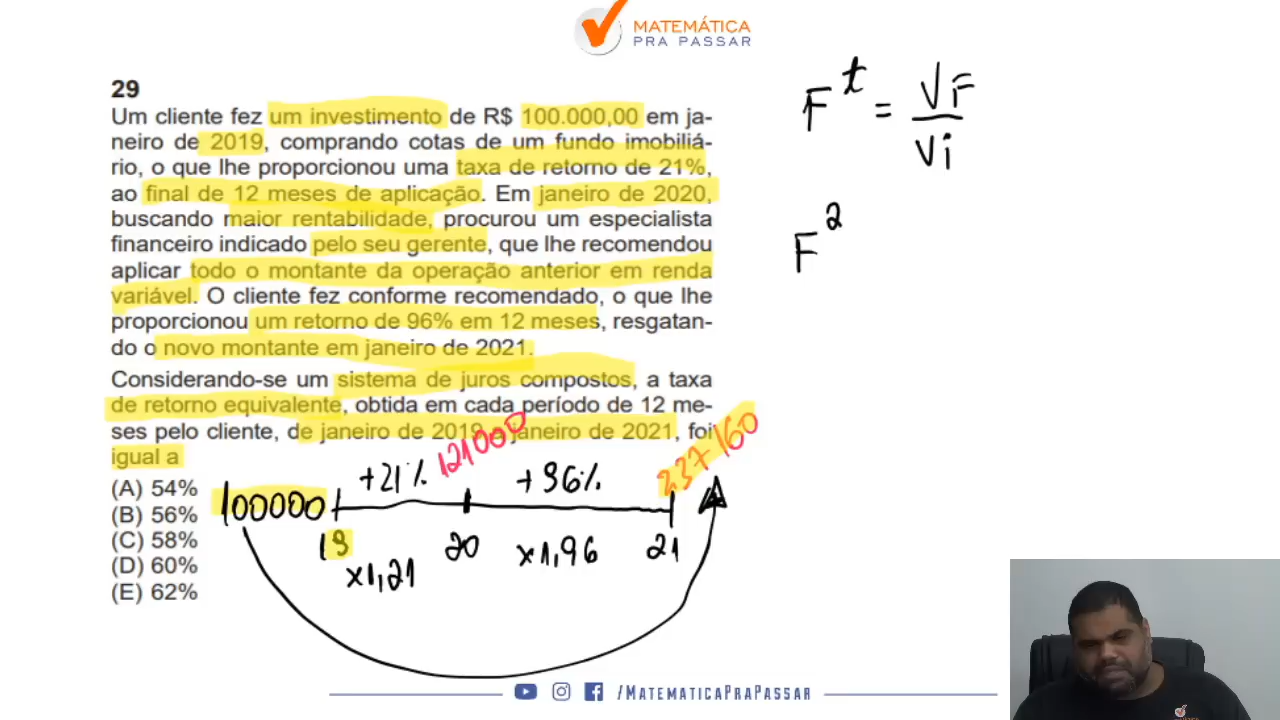 MATEMÁTICA
PRA PASSAR
29
Um cliente fez um investimento de R$ 100.000,00 em ja-
neiro de 2019, comprando cotas de um fundo imobiliá-
rio, o que lhe proporcionou uma taxa de retorno de 21%,
ao final de 12 meses de aplicação. Em janeiro de 2020,
buscando maior rentabilidade, procurou um especialista
financeiro indicado pelo seu gerente, que lhe recomendou
aplicar todo o montante da operação anterior em renda
variável. O cliente fez conforme recomendado, o que lhe
proporcionou um retorno de 96% em 12 meses, resgatan-
do o novo montante em janeiro de 2021.
Considerando-se um sistema de juros compostos, a taxa
de retorno equivalente, obtida em cada período de 12 me-
ses pelo cliente, de janeiro de 2019 a janeiro de 2021, foi
igual a
(A) 54%
(B) 56%
(C) 58%
(D) 60%
(E) 62%
F^t = VF
Vi
F^2
121000
237160
+21%
+96%
100000
19
20
21
x1,21
x1,96
/MATEMATICAPRAPASSAR